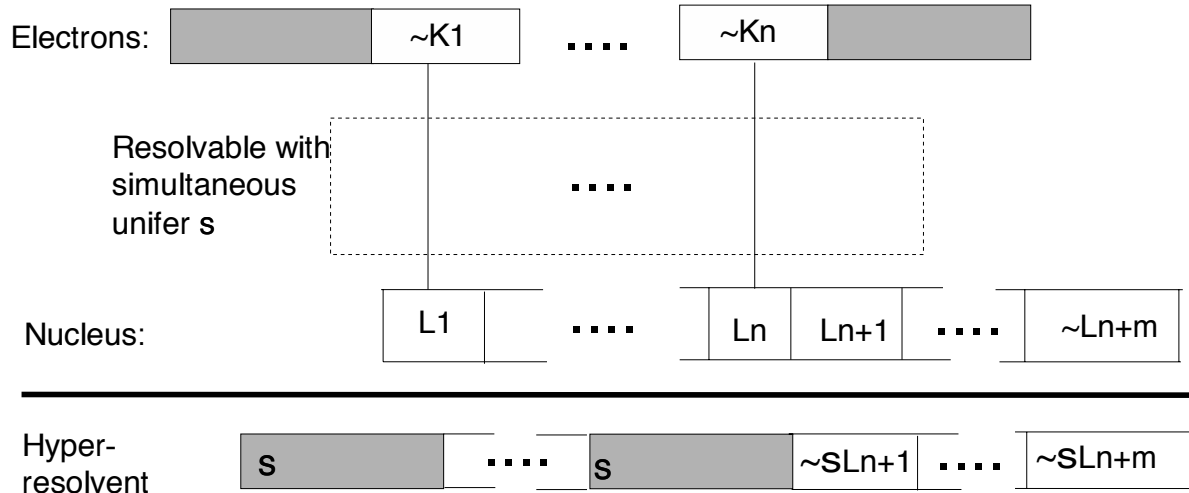 Electrons: ~K1 .... ~Kn
Resolvable with
simultaneous
....
unifer s
Nucleus: L1 .... Ln Ln+1 .... ~Ln+m
Hyper-
resolvent
s .... s ~sLn+1 .... ~sLn+m